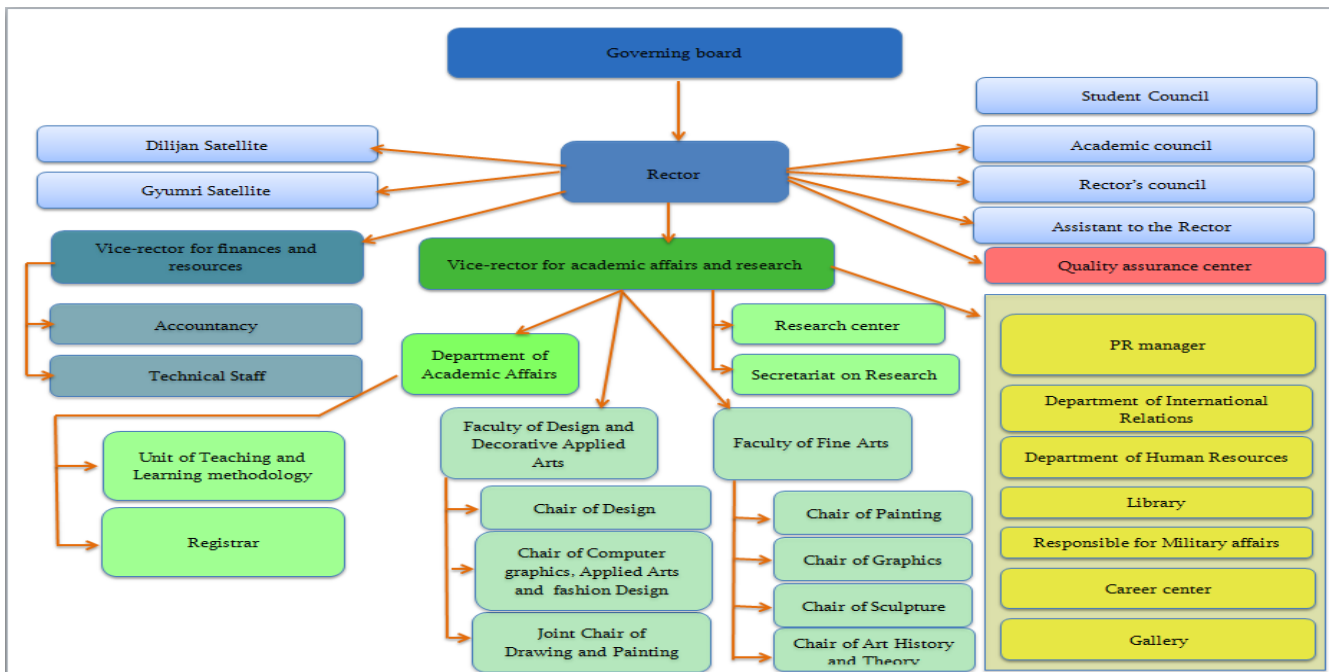 Governing board
Student Council
Dilijan Satellite
Academic council
Rector
Gyumri Satellite
Rector's council
Assistant to the Rector
Vice-rector for finances and
resources
Vice-rector for academic affairs and research
Quality assurance center
Accountancy
Technical Staff
Department of
Academic Affairs
Research center
Secretariat on Research
PR manager
Department of International
Relations
Department of Human Resources
Library
Responsible for Military affairs
Career center
Gallery
Unit of Teaching and
Learning methodology
Registrar
Faculty of Design and
Decorative Applied
Arts
Chair of Design
Chair of Computer
graphics, Applied Arts
and fashion Design
Joint Chair of
Drawing and Painting
Faculty of Fine Arts
Chair of Painting
Chair of Graphics
Chair of Sculpture
Chair of Art History
and Theory